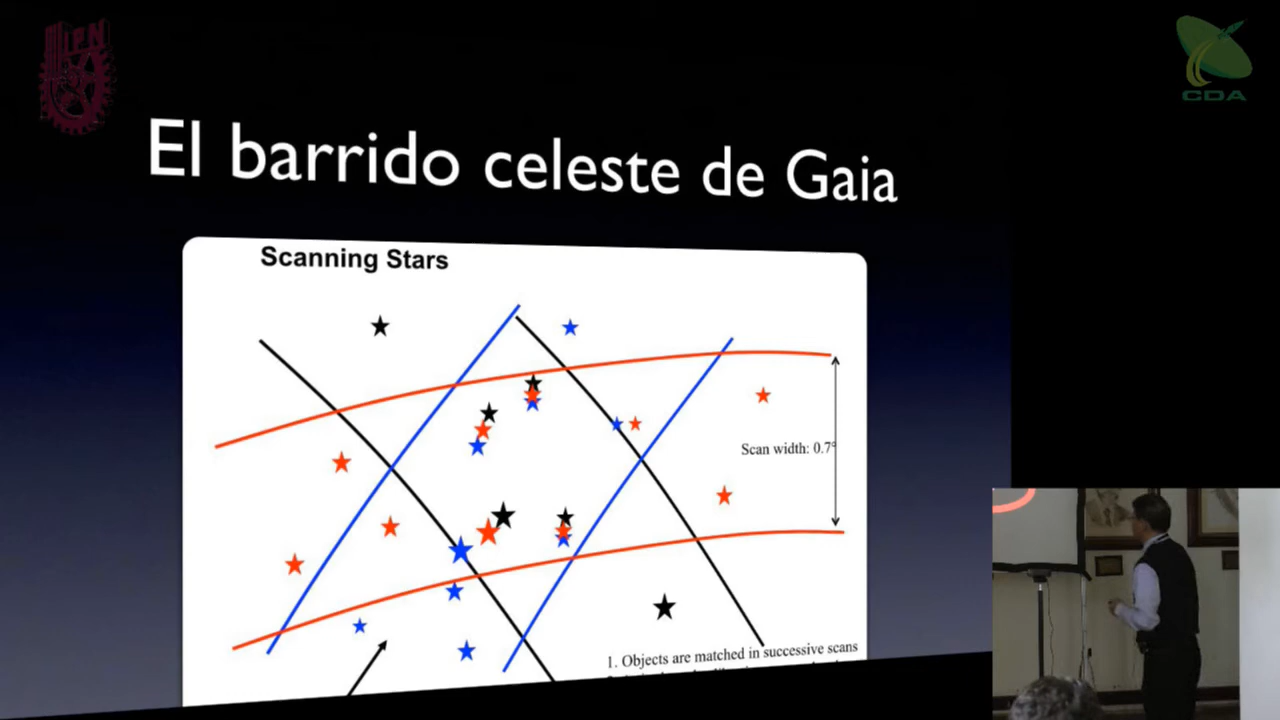 IPN
CDA
El barrido celeste de Gaia
Scanning Stars
Scan width: 0.7°
1. Objects are matched in successive scans